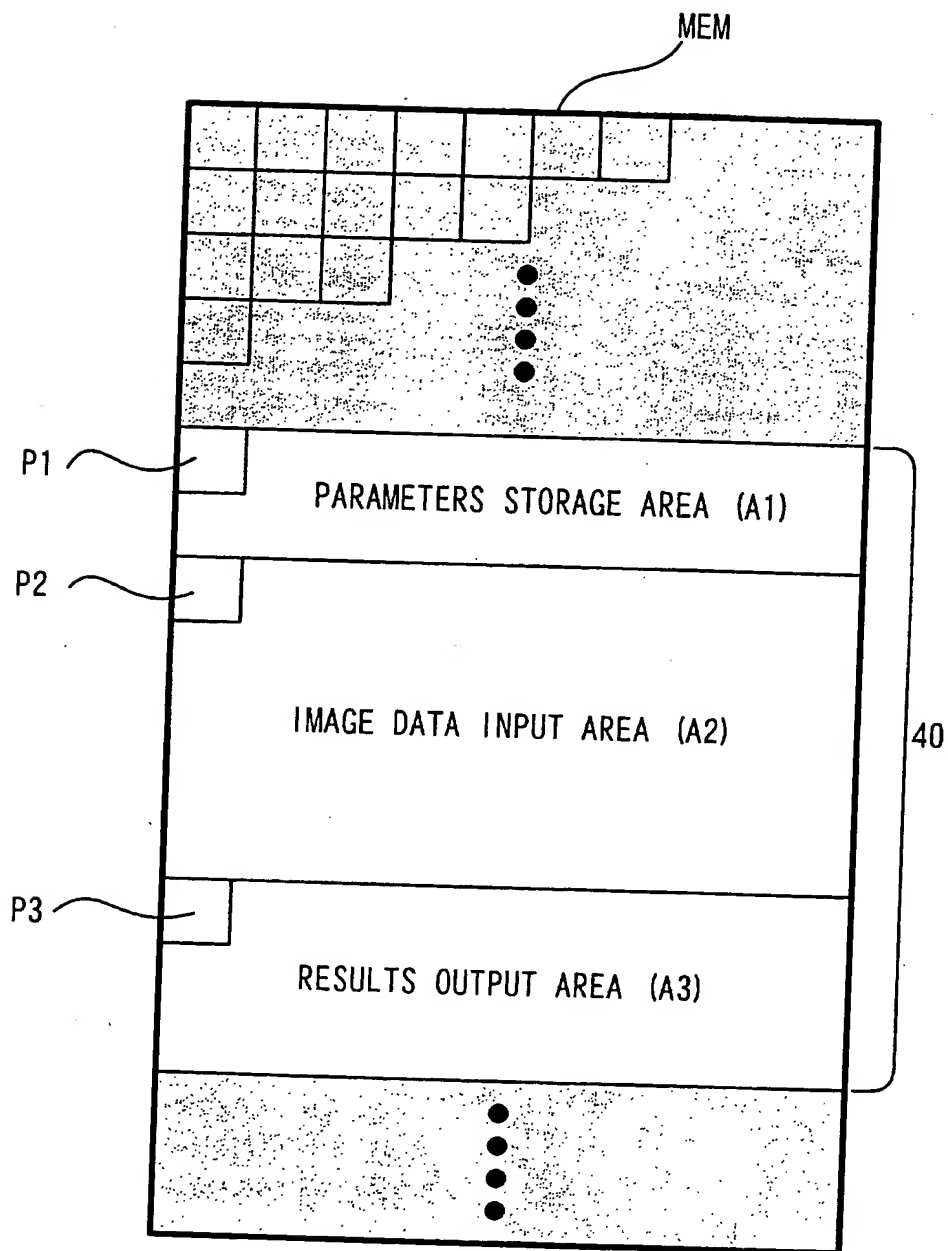 MEM
P1
PARAMETERS STORAGE AREA (A1)
P2
IMAGE DATA INPUT AREA (A2)
40
P3
RESULTS OUTPUT AREA (A3)